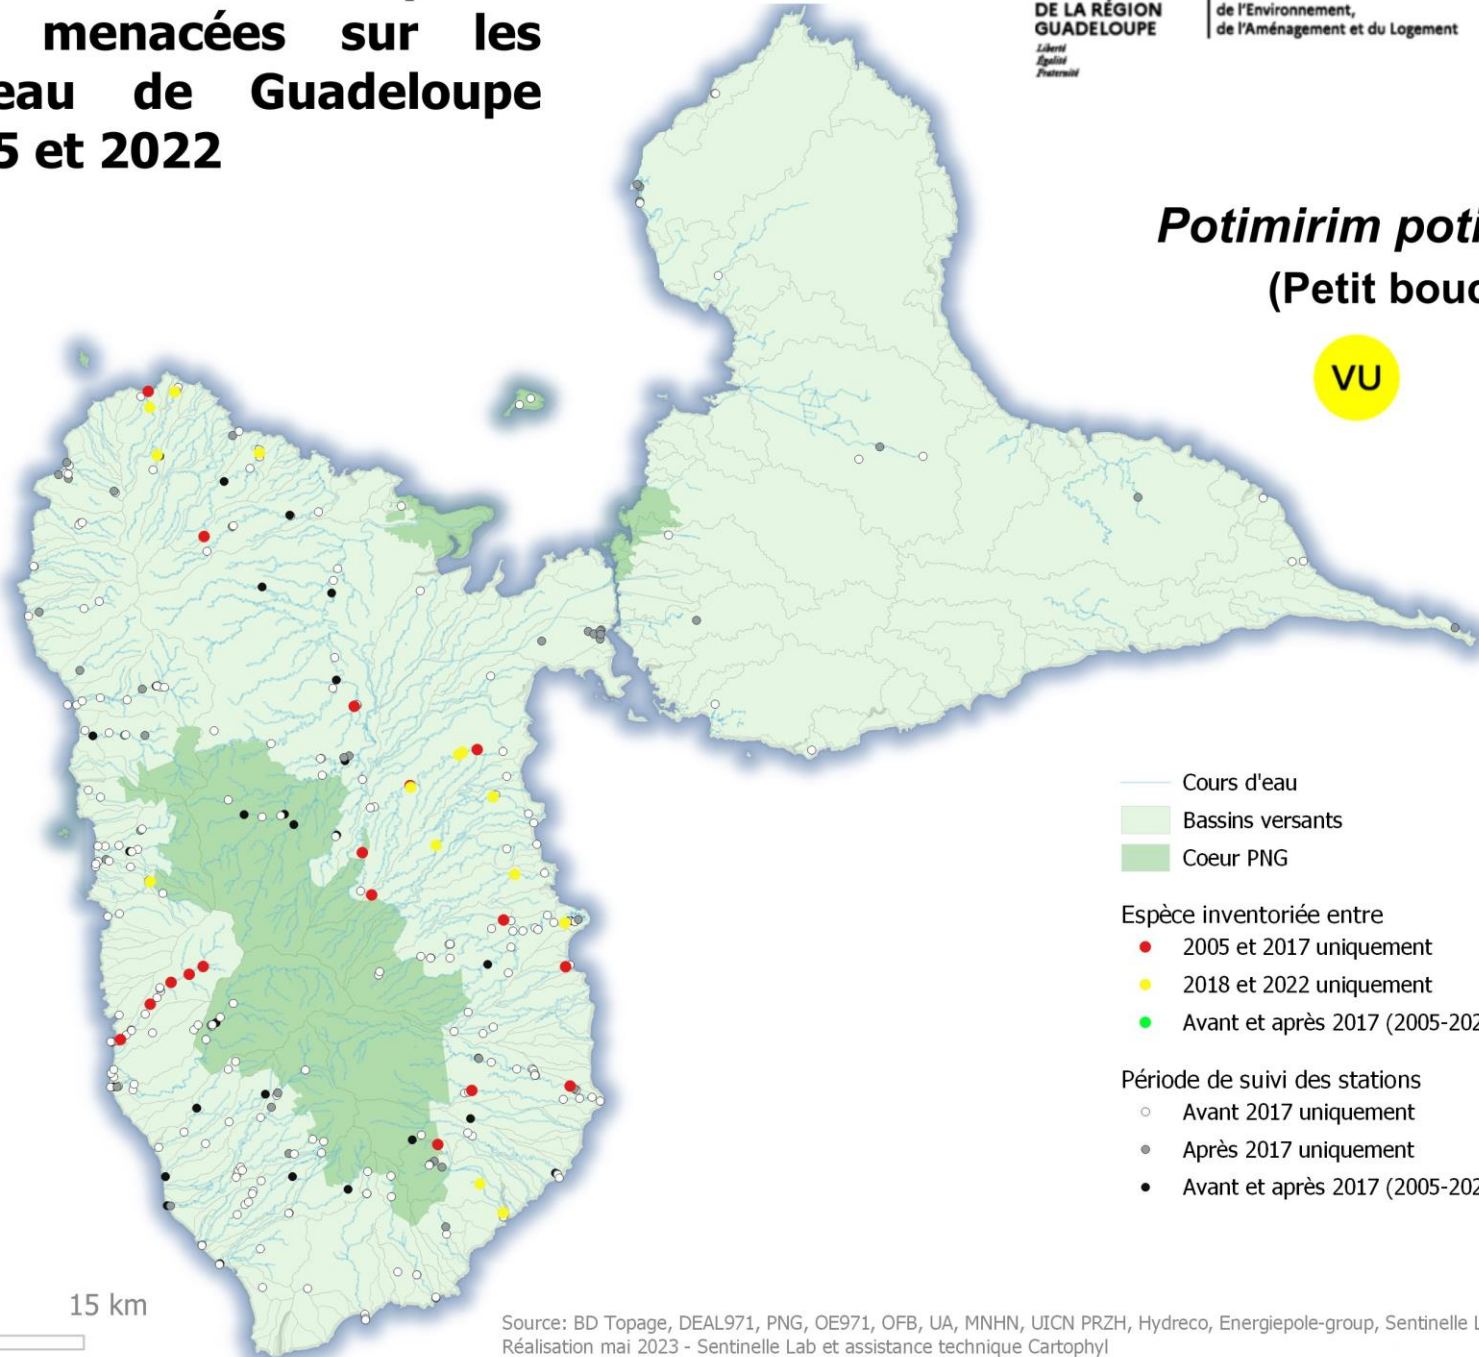 menacées sur les
eau de Guadeloupe
5 et 2022
DE LA RÉGION
GUADELOUPE
Liberté
Égalité
Fraternité
de l'Environnement,
de l'Aménagement et du Logement
Potimirim poti
(Petit bouc
VU
Cours d'eau
Bassins versants
Coeur PNG
Espèce inventoriée entre
2005 et 2017 uniquement
2018 et 2022 uniquement
Avant et après 2017 (2005-202
Période de suivi des stations
Avant 2017 uniquement
Après 2017 uniquement
Avant et après 2017 (2005-202
15 km
Source: BD Topage, DEAL971, PNG, OE971, OFB, UA, MNHN, UICN PRZH, Hydreco, Energiepole-group, Sentinelle L
Réalisation mai 2023 - Sentinelle Lab et assistance technique Cartophyl